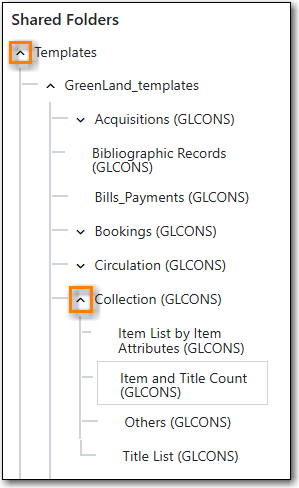 Shared Folders
Templates
GreenLand_templates
Acquisitions (GLCONS)
Bibliographic Records
(GLCONS)
Bills_Payments (GLCONS)
Bookings (GLCONS)
Circulation (GLCONS)
Collection (GLCONS)
Item List by Item
Attributes (GLCONS)
Item and Title Count
(GLCONS)
Others (GLCONS)
Title List (GLCONS)